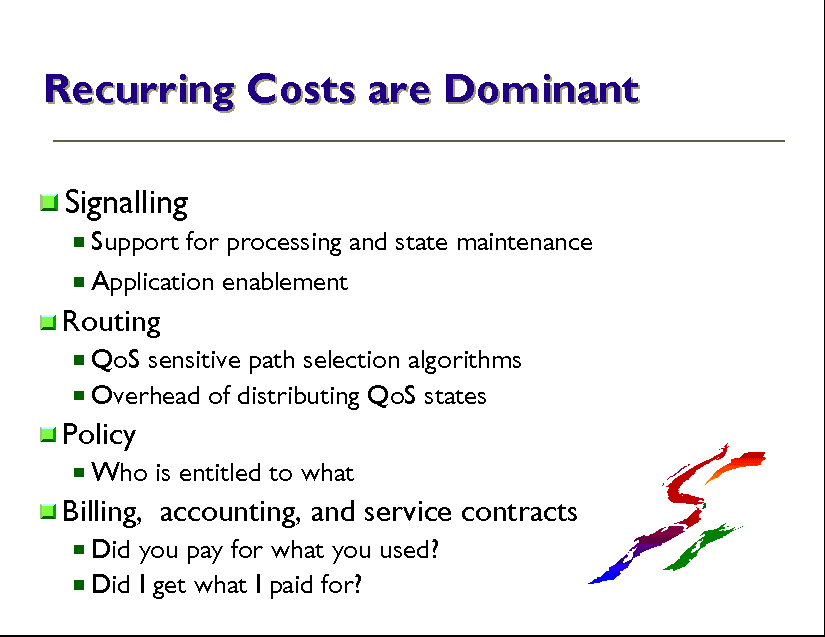 Recurring Costs are Dominant
Signalling
Support for processing and state maintenance
Application enablement
Routing
QoS sensitive path selection algorithms
Overhead of distributing QoS states
Policy
Who is entitled to what
Billing,  accounting, and service contracts
Did you pay for what you used?
Did I get what I paid for?